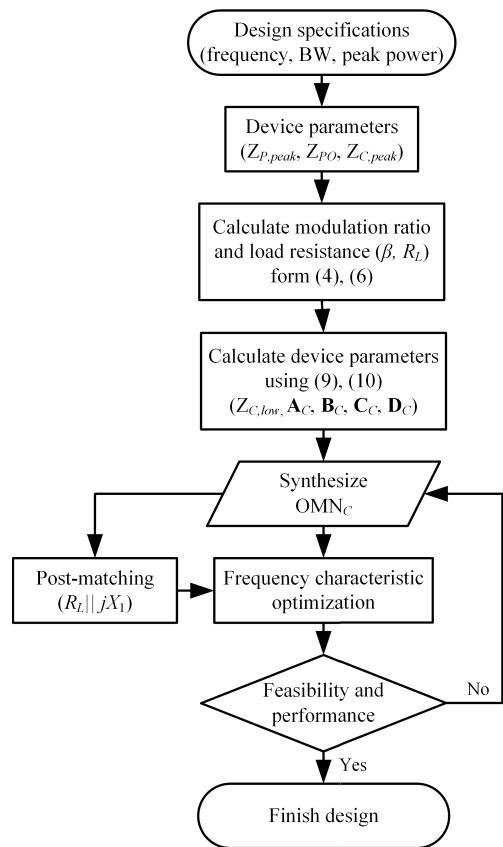 Design specifications
(frequency, BW, peak power)
Device parameters
(Z_{P,peak}, Z_{PO}, Z_{C,peak})
Calculate modulation ratio
and load resistance (β, R_L)
form (4), (6)
Calculate device parameters
using (9), (10)
(Z_{C,low}, A_C, B_C, C_C, D_C)
Synthesize
OMN_C
Post-matching
(R_L|| jX_1)
Frequency characteristic
optimization
Feasibility and
performance
No
Yes
Finish design